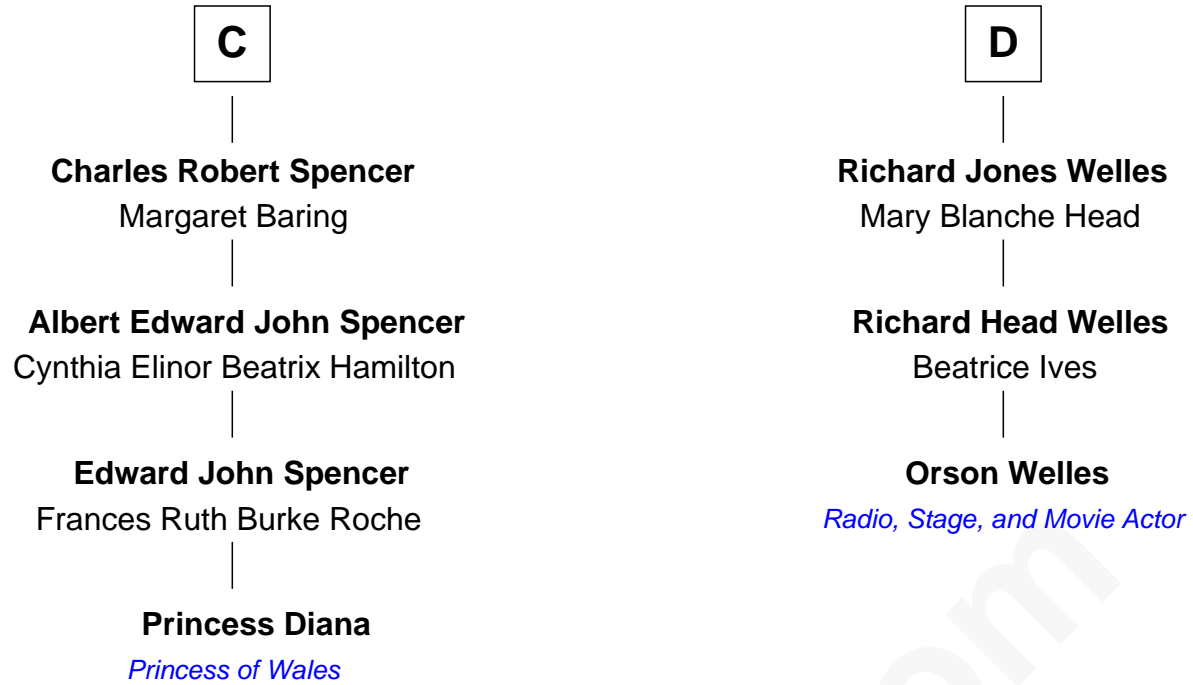 C
Charles Robert Spencer
Margaret Baring
Albert Edward John Spencer
Cynthia Elinor Beatrix Hamilton
Edward John Spencer
Frances Ruth Burke Roche
Princess Diana
Princess of Wales
D
Richard Jones Welles
Mary Blanche Head
Richard Head Welles
Beatrice Ives
Orson Welles
Radio, Stage, and Movie Actor
om